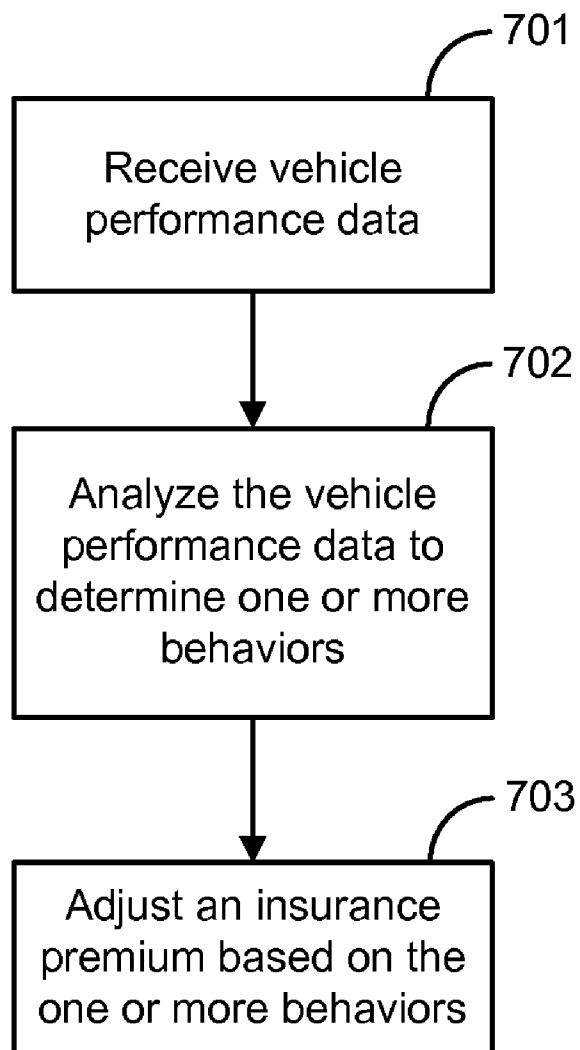 701
Receive vehicle
performance data
702
Analyze the vehicle
performance data to
determine one or more
behaviors
703
Adjust an insurance
premium based on the
one or more behaviors